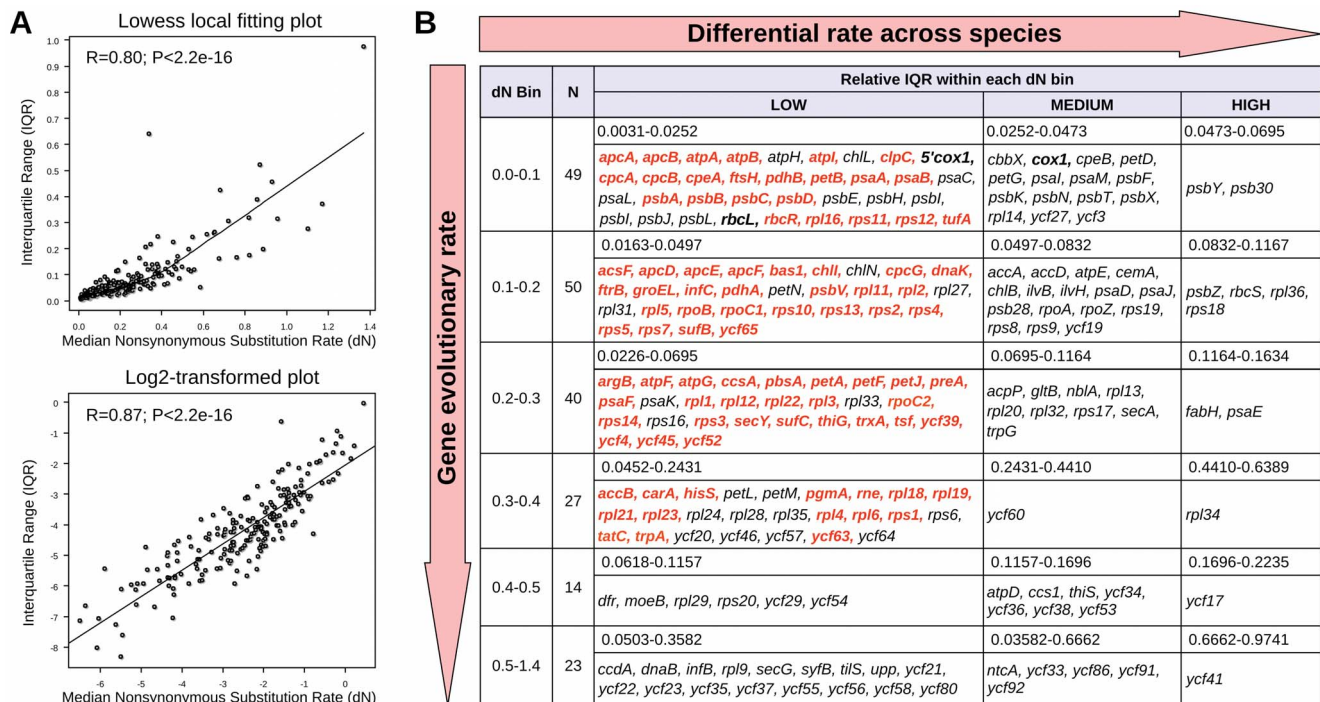 A
Lowess local fitting plot
R=0.80; P<2.2e-16
Interquartile Range (IQR)
1.0
0.9
0.8
0.7
0.6
0.5
0.4
0.3
0.2
0.1
0.0
0.0 0.2 0.4 0.6 0.8 1.0 1.2 1.4
Median Nonsynonymous Substitution Rate (dN)
Log2-transformed plot
R=0.87; P<2.2e-16
Interquartile Range (IQR)
0
-1
-2
-3
-4
-5
-6
-7
-8
-6 -5 -4 -3 -2 -1 0
Median Nonsynonymous Substitution Rate (dN)
B
Differential rate across species
Gene evolutionary rate
dN Bin N Relative IQR within each dN bin
LOW MEDIUM HIGH
0.0-0.1 49
0.0031-0.0252
apcA, apcB, atpA, atpB, atpH, atpI, chlL, clpC, 5'cox1,
cpcA, cpcB, cpeA, ftsH, pdhB, petB, psaA, psaB, psaC,
psaL, psbA, psbB, psbC, psbD, psbE, psbH, psbI,
psbI, psbJ, psbL, rbcL, rbcR, rpl16, rps11, rps12, tufA
0.0252-0.0473
cbbX, cox1, cpeB, petD,
petG, psaI, psaM, psbF,
psbK, psbN, psbT, psbX,
rpl14, ycf27, ycf3
0.0473-0.0695
psbY, psb30
0.1-0.2 50
0.0163-0.0497
acsF, apcD, apcE, apcF, bas1, chlI, chlN, cpcG, dnaK,
ftrB, groEL, infC, pdhA, petN, psbV, rpl11, rpl2, rpl27,
rpl31, rpl5, rpoB, rpoC1, rps10, rps13, rps2, rps4,
rps5, rps7, sufB, ycf65
0.0497-0.0832
accA, accD, atpE, cemA,
chlB, ilvB, ilvH, psaD, psaJ,
psb28, rpoA, rpoZ, rps19,
rps8, rps9, ycf19
0.0832-0.1167
psbZ, rbcS, rpl36,
rps18
0.2-0.3 40
0.0226-0.0695
argB, atpF, atpG, ccsA, pbsA, petA, petF, petJ, preA,
psaF, psaK, rpl1, rpl12, rpl22, rpl3, rpl33, rpoC2,
rps14, rps16, rps3, secY, sufC, thiG, trxA, tsf, ycf39,
ycf4, ycf45, ycf52
0.0695-0.1164
acpP, gltB, nblA, rpl13,
rpl20, rpl32, rps17, secA,
trpG
0.1164-0.1634
fabH, psaE
0.3-0.4 27
0.0452-0.2431
accB, carA, hisS, petL, petM, pgmA, rne, rpl18, rpl19,
rpl21, rpl23, rpl24, rpl28, rpl35, rpl4, rpl6, rps1, rps6,
tatC, trpA, ycf20, ycf46, ycf57, ycf63, ycf64
0.2431-0.4410
ycf60
0.4410-0.6389
rpl34
0.4-0.5 14
0.0618-0.1157
dfr, moeB, rpl29, rps20, ycf29, ycf54
0.1157-0.1696
atpD, ccs1, thiS, ycf34,
ycf36, ycf38, ycf53
0.1696-0.2235
ycf17
0.5-1.4 23
0.0503-0.3582
ccdA, dnaB, infB, rpl9, secG, syfB, tilS, upp, ycf21,
ycf22, ycf23, ycf35, ycf37, ycf55, ycf56, ycf58, ycf80
0.03582-0.6662
ntcA, ycf33, ycf86, ycf91,
ycf92
0.6662-0.9741
ycf41